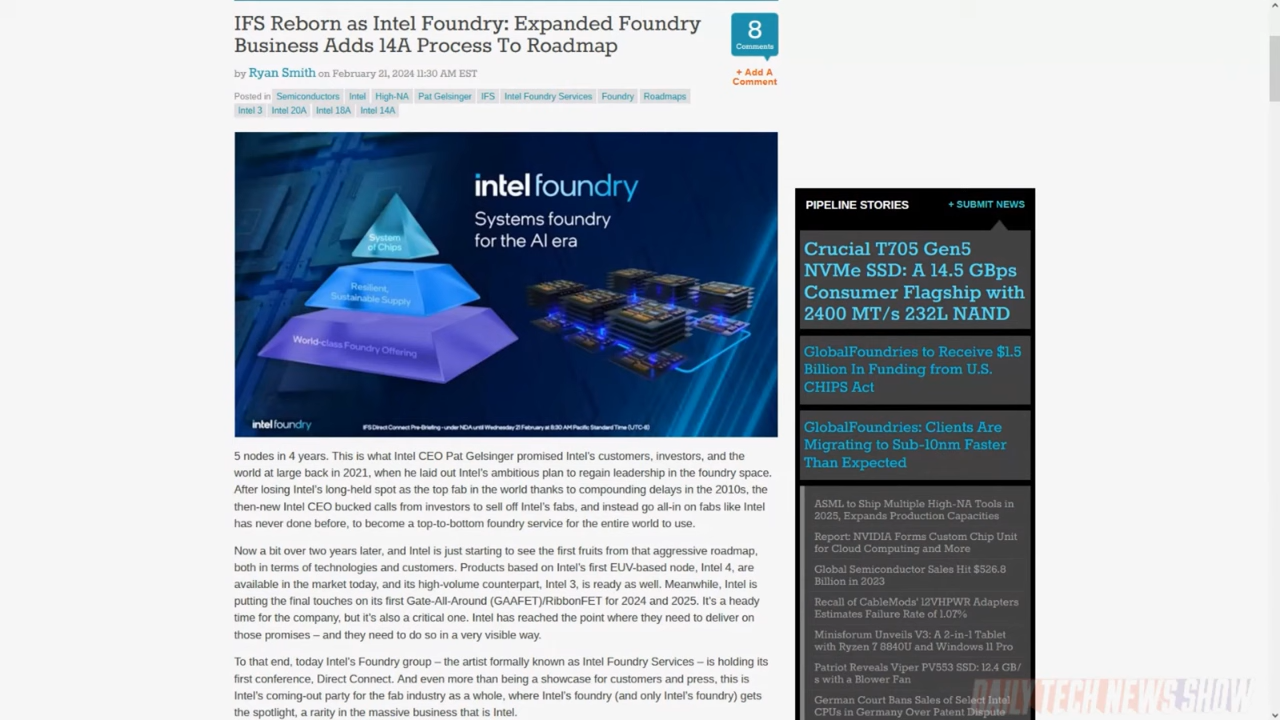 IFS Reborn as Intel Foundry: Expanded Foundry
Business Adds 14A Process To Roadmap
8
Comments
+ Add A
Comment
by Ryan Smith on February 21, 2024 11:30 AM EST
Posted in Semiconductors Intel High-NA Pat Gelsinger IFS Intel Foundry Services Foundry Roadmaps
Intel 3 Intel 20A Intel 18A Intel 14A
intel foundry
Systems foundry
for the AI era
System
of Chips
Resilient,
Sustainable Supply
World-class Foundry Offering
intel foundry
IFS Direct Connect Pre-Briefing - under NDA until Wednesday 21 February at 8:30 AM Pacific Standard Time (UTC-8)
5 nodes in 4 years. This is what Intel CEO Pat Gelsinger promised Intel's customers, investors, and the
world at large back in 2021, when he laid out Intel's ambitious plan to regain leadership in the foundry space.
After losing Intel's long-held spot as the top fab in the world thanks to compounding delays in the 2010s, the
then-new Intel CEO bucked calls from investors to sell off Intel's fabs, and instead go all-in on fabs like Intel
has never done before, to become a top-to-bottom foundry service for the entire world to use.
Now a bit over two years later, and Intel is just starting to see the first fruits from that aggressive roadmap,
both in terms of technologies and customers. Products based on Intel's first EUV-based node, Intel 4, are
available in the market today, and its high-volume counterpart, Intel 3, is ready as well. Meanwhile, Intel is
putting the final touches on its first Gate-All-Around (GAAFET)/RibbonFET for 2024 and 2025. It's a heady
time for the company, but it's also a critical one. Intel has reached the point where they need to deliver on
those promises – and they need to do so in a very visible way.
To that end, today Intel's Foundry group – the artist formally known as Intel Foundry Services – is holding its
first conference, Direct Connect. And even more than being a showcase for customers and press, this is
Intel's coming-out party for the fab industry as a whole, where Intel's foundry (and only Intel's foundry) gets
the spotlight, a rarity in the massive business that is Intel.
PIPELINE STORIES
+ SUBMIT NEWS
Crucial T705 Gen5
NVMe SSD: A 14.5 GBps
Consumer Flagship with
2400 MT/s 232L NAND
GlobalFoundries to Receive $1.5
Billion In Funding from U.S.
CHIPS Act
GlobalFoundries: Clients Are
Migrating to Sub-10nm Faster
Than Expected
ASML to Ship Multiple High-NA Tools in
2025, Expands Production Capacities
Report: NVIDIA Forms Custom Chip Unit
for Cloud Computing and More
Global Semiconductor Sales Hit $526.8
Billion in 2023
Recall of CableMods' 12VHPWR Adapters
Estimates Failure Rate of 1.07%
Minisforum Unveils V3: A 2-in-1 Tablet
with Ryzen 7 8840U and Windows 11 Pro
Patriot Reveals Viper PV553 SSD: 12.4 GB/
s with a Blower Fan
German Court Bans Sales of Select Intel
CPUs in Germany Over Patent Dispute
DAILY TECH NEWS SHOW